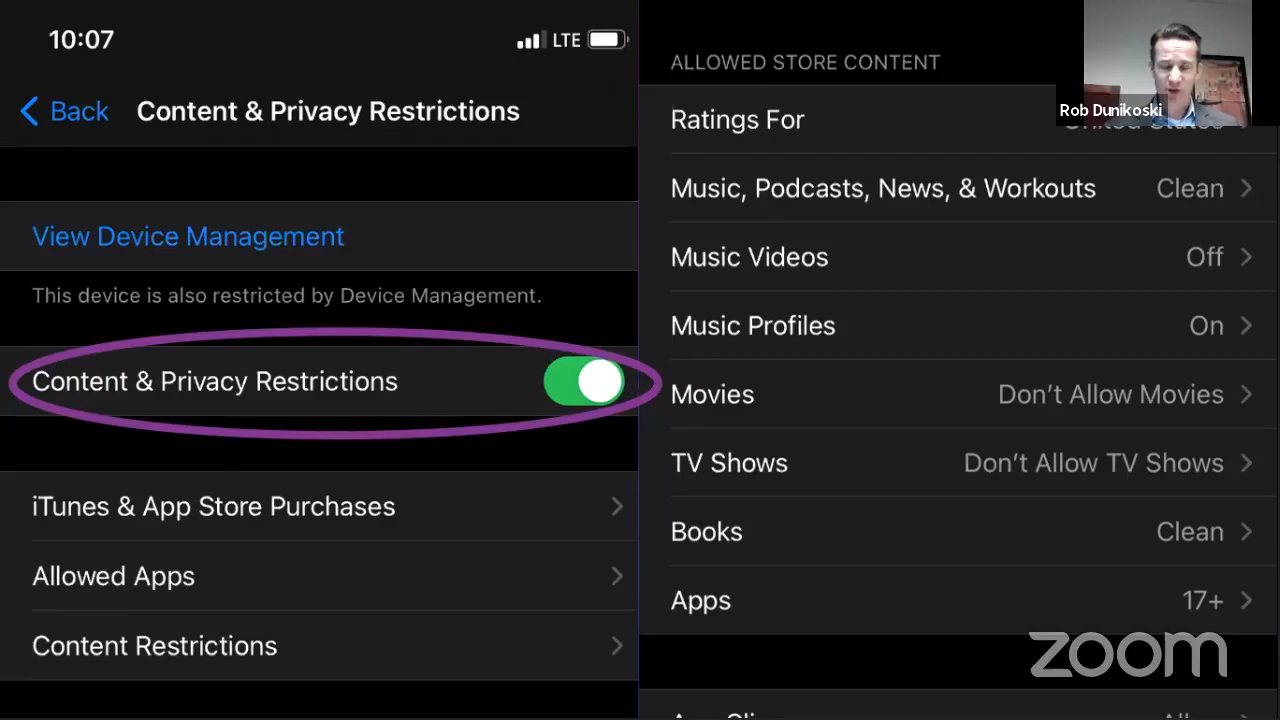 10:07
LTE
Back
Content & Privacy Restrictions
View Device Management
This device is also restricted by Device Management.
Content & Privacy Restrictions
iTunes & App Store Purchases
Allowed Apps
Content Restrictions
ALLOWED STORE CONTENT
Rob Dunikoski
Ratings For United States
Music, Podcasts, News, & Workouts Clean
Music Videos Off
Music Profiles On
Movies Don’t Allow Movies
TV Shows Don’t Allow TV Shows
Books Clean
Apps 17+
zoom